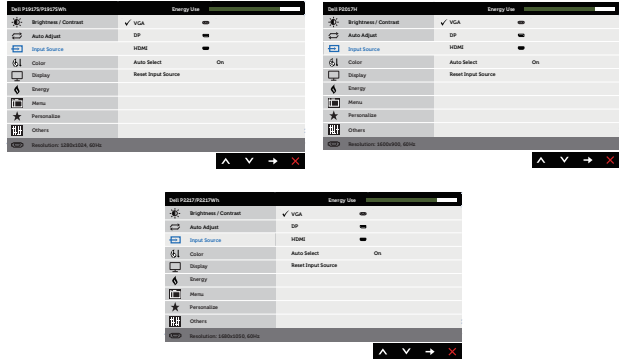 Dell P1917S/P1917SWh Energy Use
Brightness / Contrast ✓ VGA
Auto Adjust DP
Input Source HDMI
Color Auto Select On
Display Reset Input Source
Energy
Menu
Personalize
Others
Resolution: 1280x1024, 60Hz
Dell P2017H Energy Use
Brightness / Contrast ✓ VGA
Auto Adjust DP
Input Source HDMI
Color Auto Select On
Display Reset Input Source
Energy
Menu
Personalize
Others
Resolution: 1600x900, 60Hz
Dell P2217/P2217Wh Energy Use
Brightness / Contrast ✓ VGA
Auto Adjust DP
Input Source HDMI
Color Auto Select On
Display Reset Input Source
Energy
Menu
Personalize
Others
Resolution: 1680x1050, 60Hz